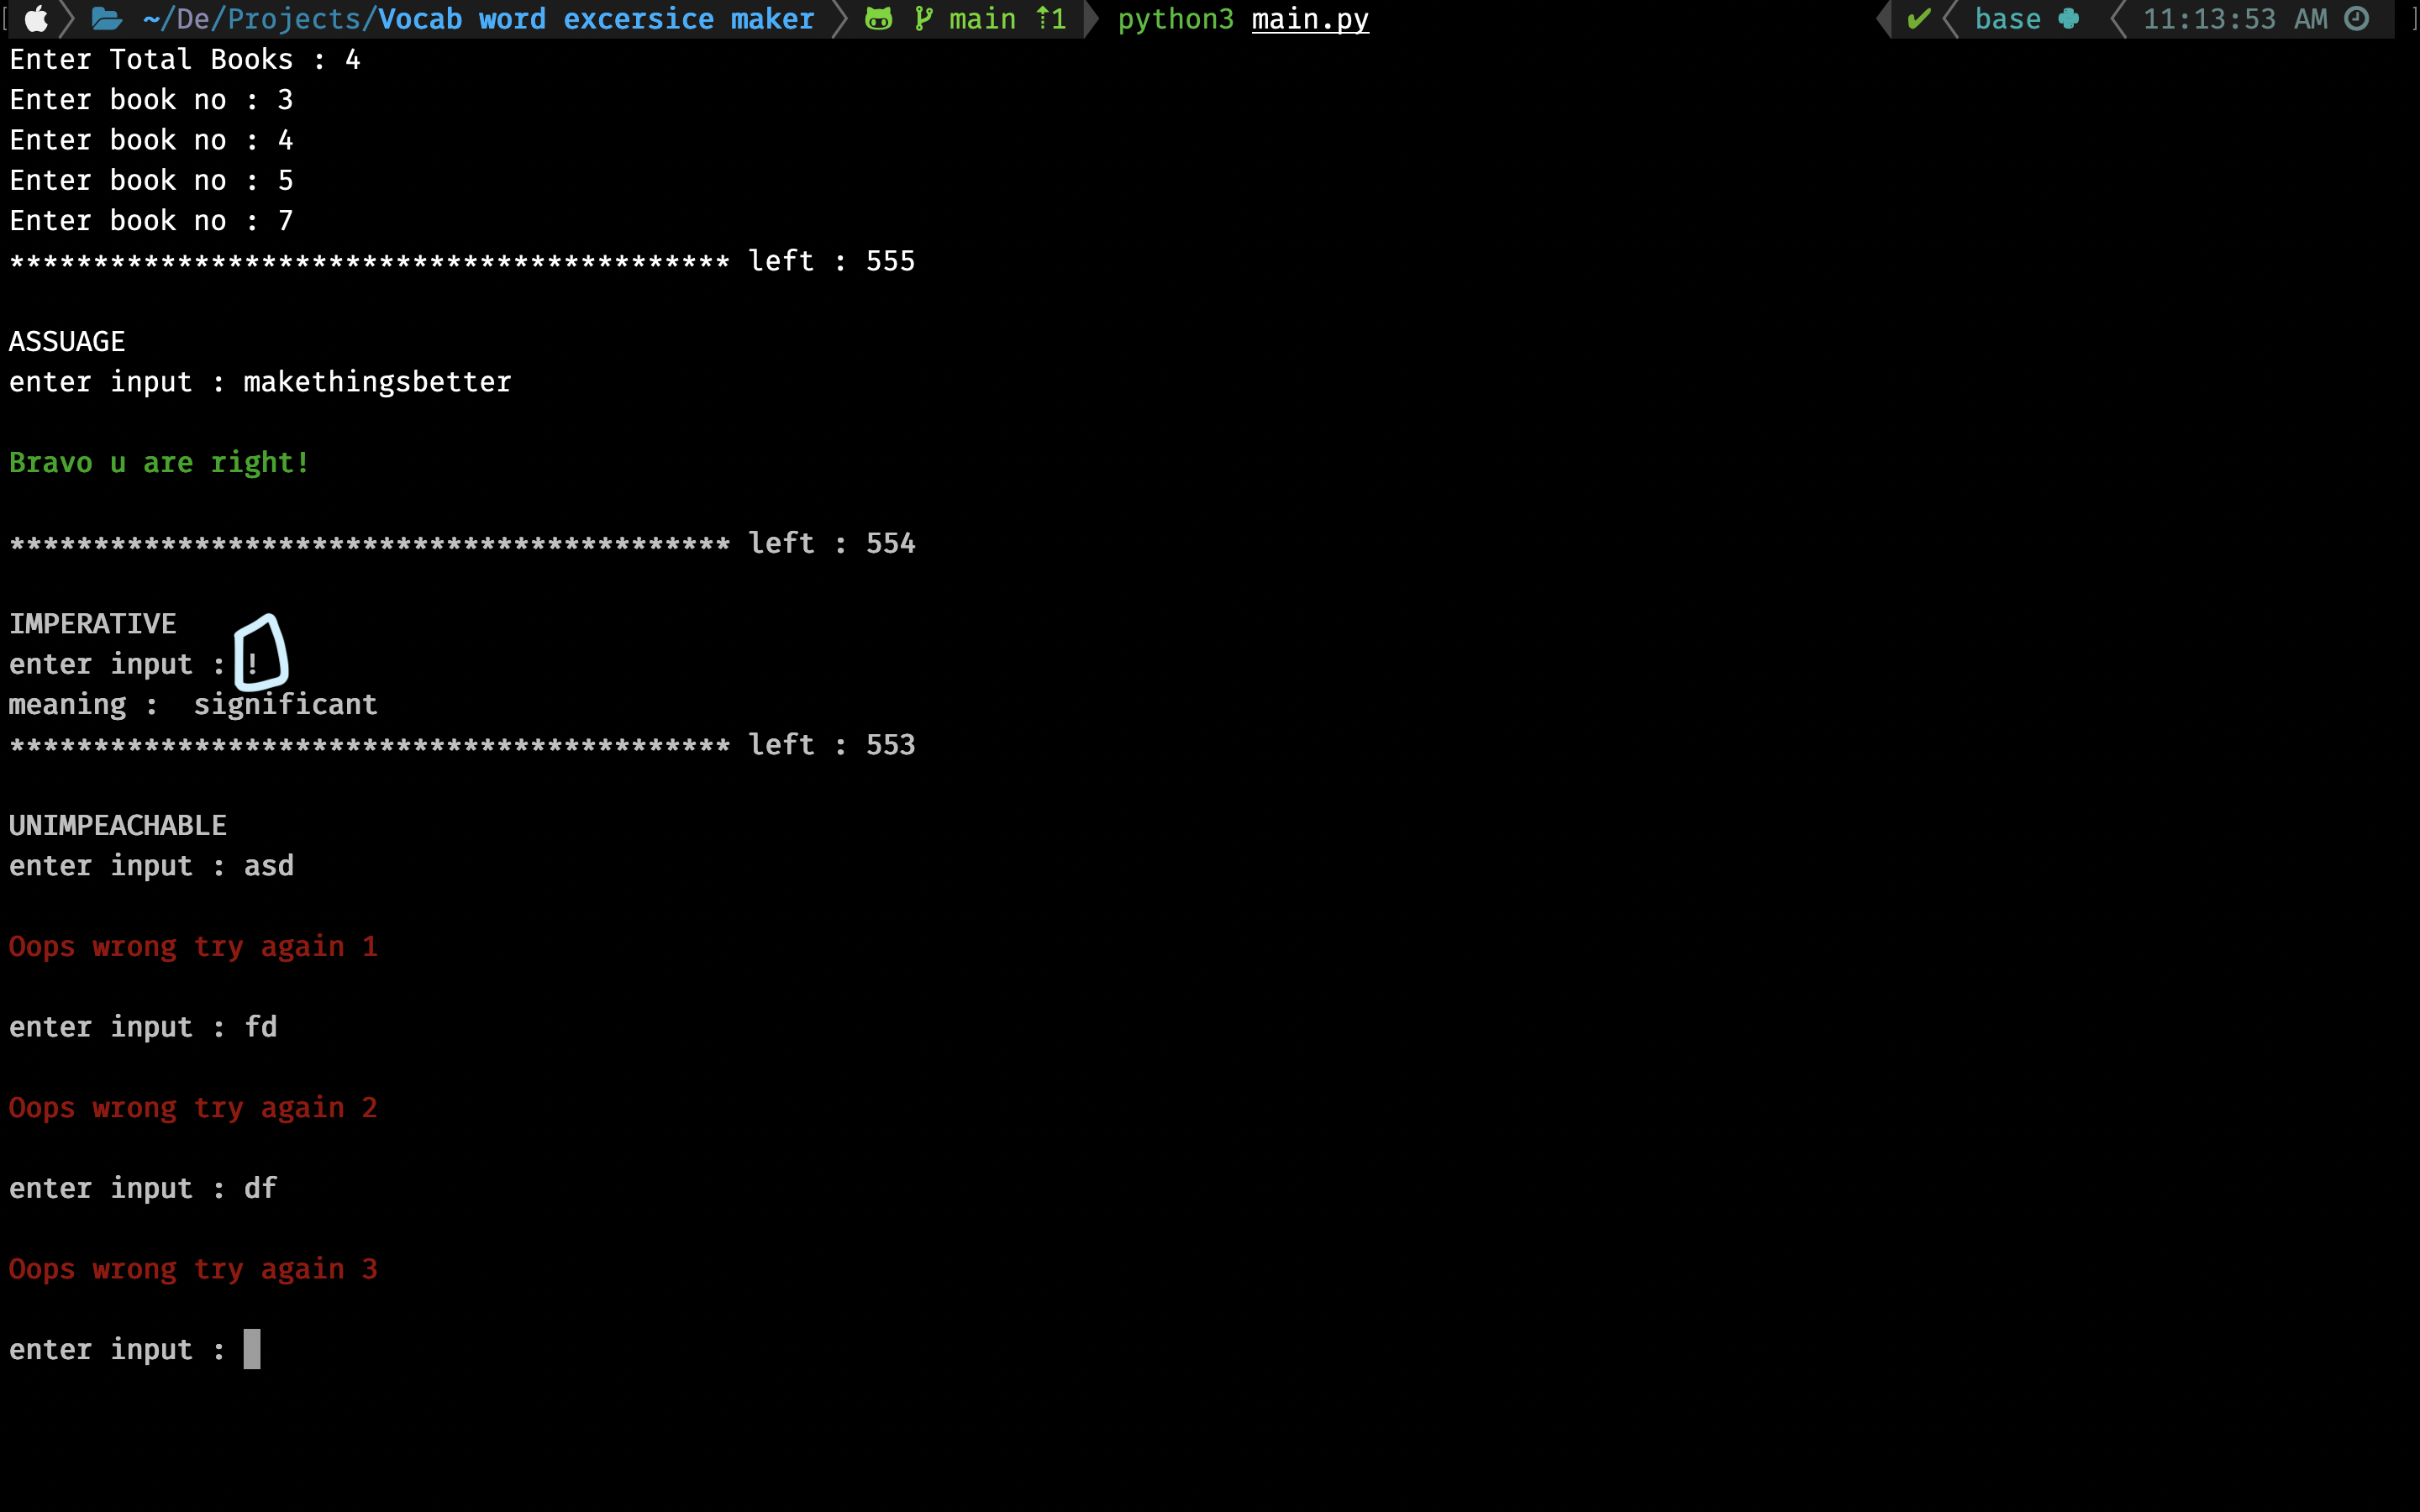 ~/De/Projects/Vocab word excersice maker main ⇡1 python3 main.py ✔ base 11:13:53 AM
Enter Total Books : 4
Enter book no : 3
Enter book no : 4
Enter book no : 5
Enter book no : 7
******************************************* left : 555
ASSUAGE
enter input : makethingsbetter
Bravo u are right!
******************************************* left : 554
IMPERATIVE
enter input : !
meaning :  significant
******************************************* left : 553
UNIMPEACHABLE
enter input : asd
Oops wrong try again 1
enter input : fd
Oops wrong try again 2
enter input : df
Oops wrong try again 3
enter input :